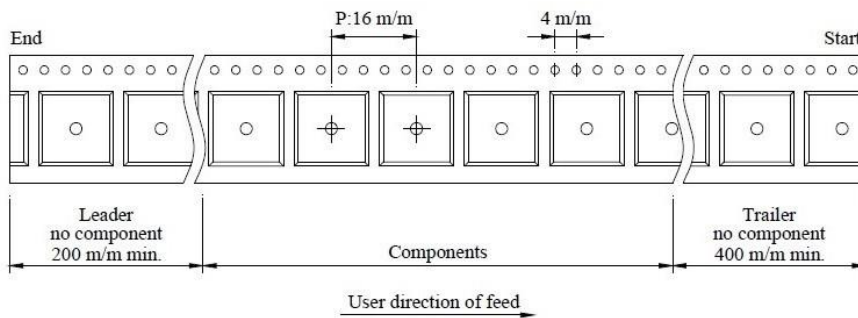 P:16 m/m
4 m/m
End
Start
Leader
no component
200 m/m min.
Components
Trailer
no component
400 m/m min.
User direction of feed